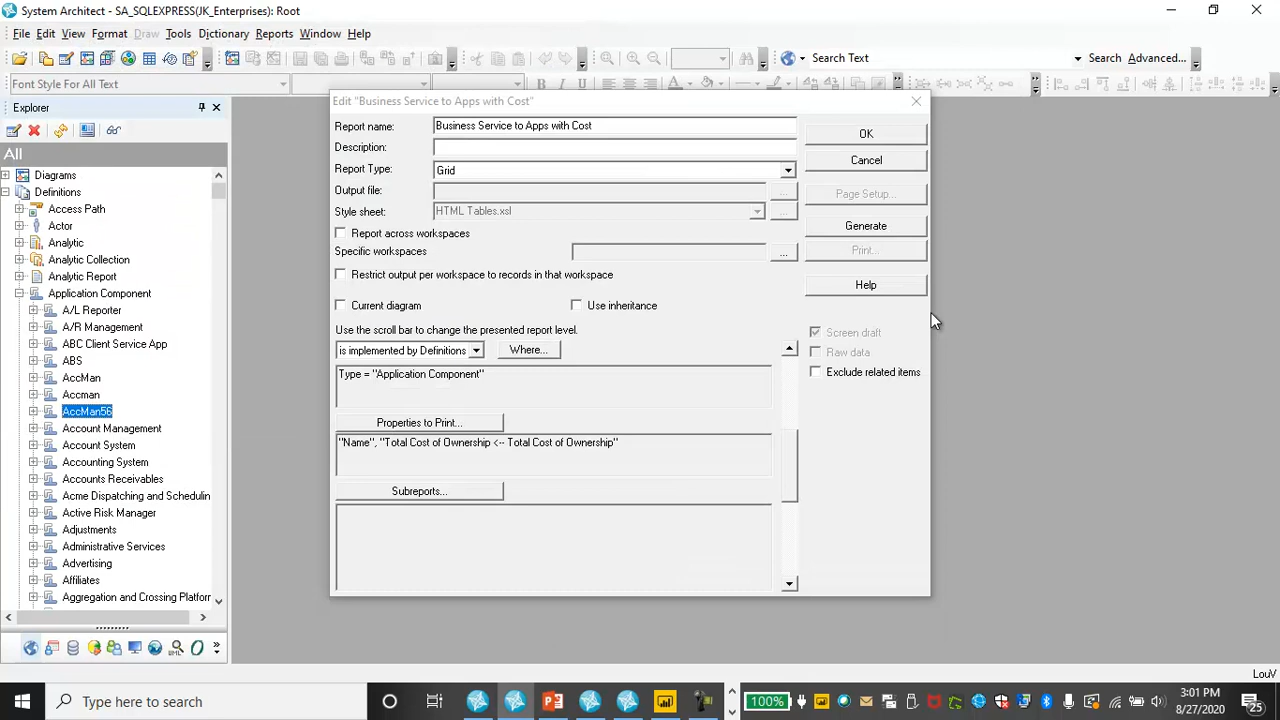 System Architect - SA_SQLEXPRESS(JK_Enterprises): Root
File Edit View Format Draw Tools Dictionary Reports Window Help
Search Text
Search Advanced...
Font Style For All Text
Explorer
All
Diagrams
Definitions
Access Path
Actor
Analytic
Analytic Collection
Analytic Report
Application Component
A/L Reporter
A/R Management
ABC Client Service App
ABS
AccMan
Accman
AccMan56
Account Management
Account System
Accounting System
Accounts Receivables
Acme Dispatching and Schedulin
Active Risk Manager
Adjustments
Administrative Services
Advertising
Affiliates
Aggregation and Crossing Platforr
Edit "Business Service to Apps with Cost"
Report name: Business Service to Apps with Cost
Description:
Report Type: Grid
Output file: ...
Style sheet: HTML Tables.xsl ...
Report across workspaces
Specific workspaces ...
Restrict output per workspace to records in that workspace
Current diagram Use inheritance
Use the scroll bar to change the presented report level.
is implemented by Definitions Where...
Type = "Application Component"
Properties to Print...
"Name", "Total Cost of Ownership <-- Total Cost of Ownership"
Subreports...
OK
Cancel
Page Setup...
Generate
Print...
Help
Screen draft
Raw data
Exclude related items
LouV
Type here to search
100%
3:01 PM
8/27/2020
25